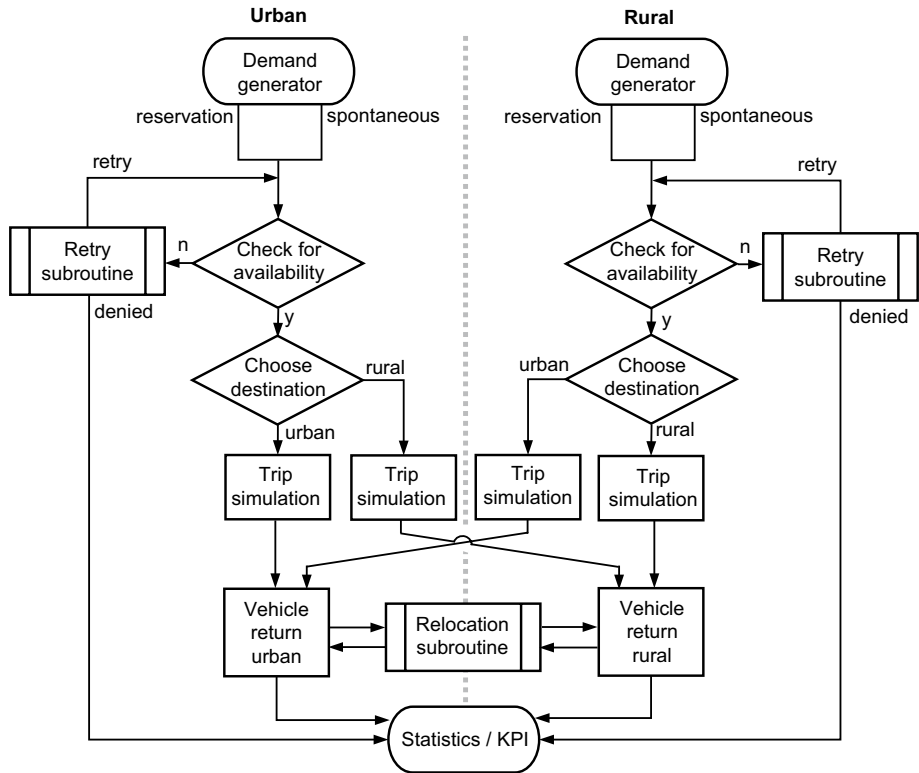 Urban
Rural
Demand
generator
Demand
generator
reservation
spontaneous
reservation
spontaneous
retry
retry
Retry
subroutine
n
Check for
availability
Check for
availability
n
Retry
subroutine
denied
y
y
denied
Choose
destination
rural
urban
Choose
destination
urban
rural
Trip
simulation
Trip
simulation
Trip
simulation
Trip
simulation
Vehicle
return
urban
Relocation
subroutine
Vehicle
return
rural
Statistics / KPI